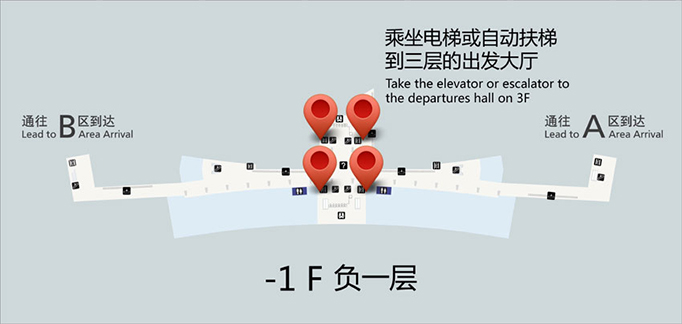 乘坐电梯或自动扶梯
到三层的出发大厅
Take the elevator or escalator to
the departures hall on 3F
通往 B 区到达
Lead to Area Arrival
通往 A 区到达
Lead to Area Arrival
?
-1 F 负一层